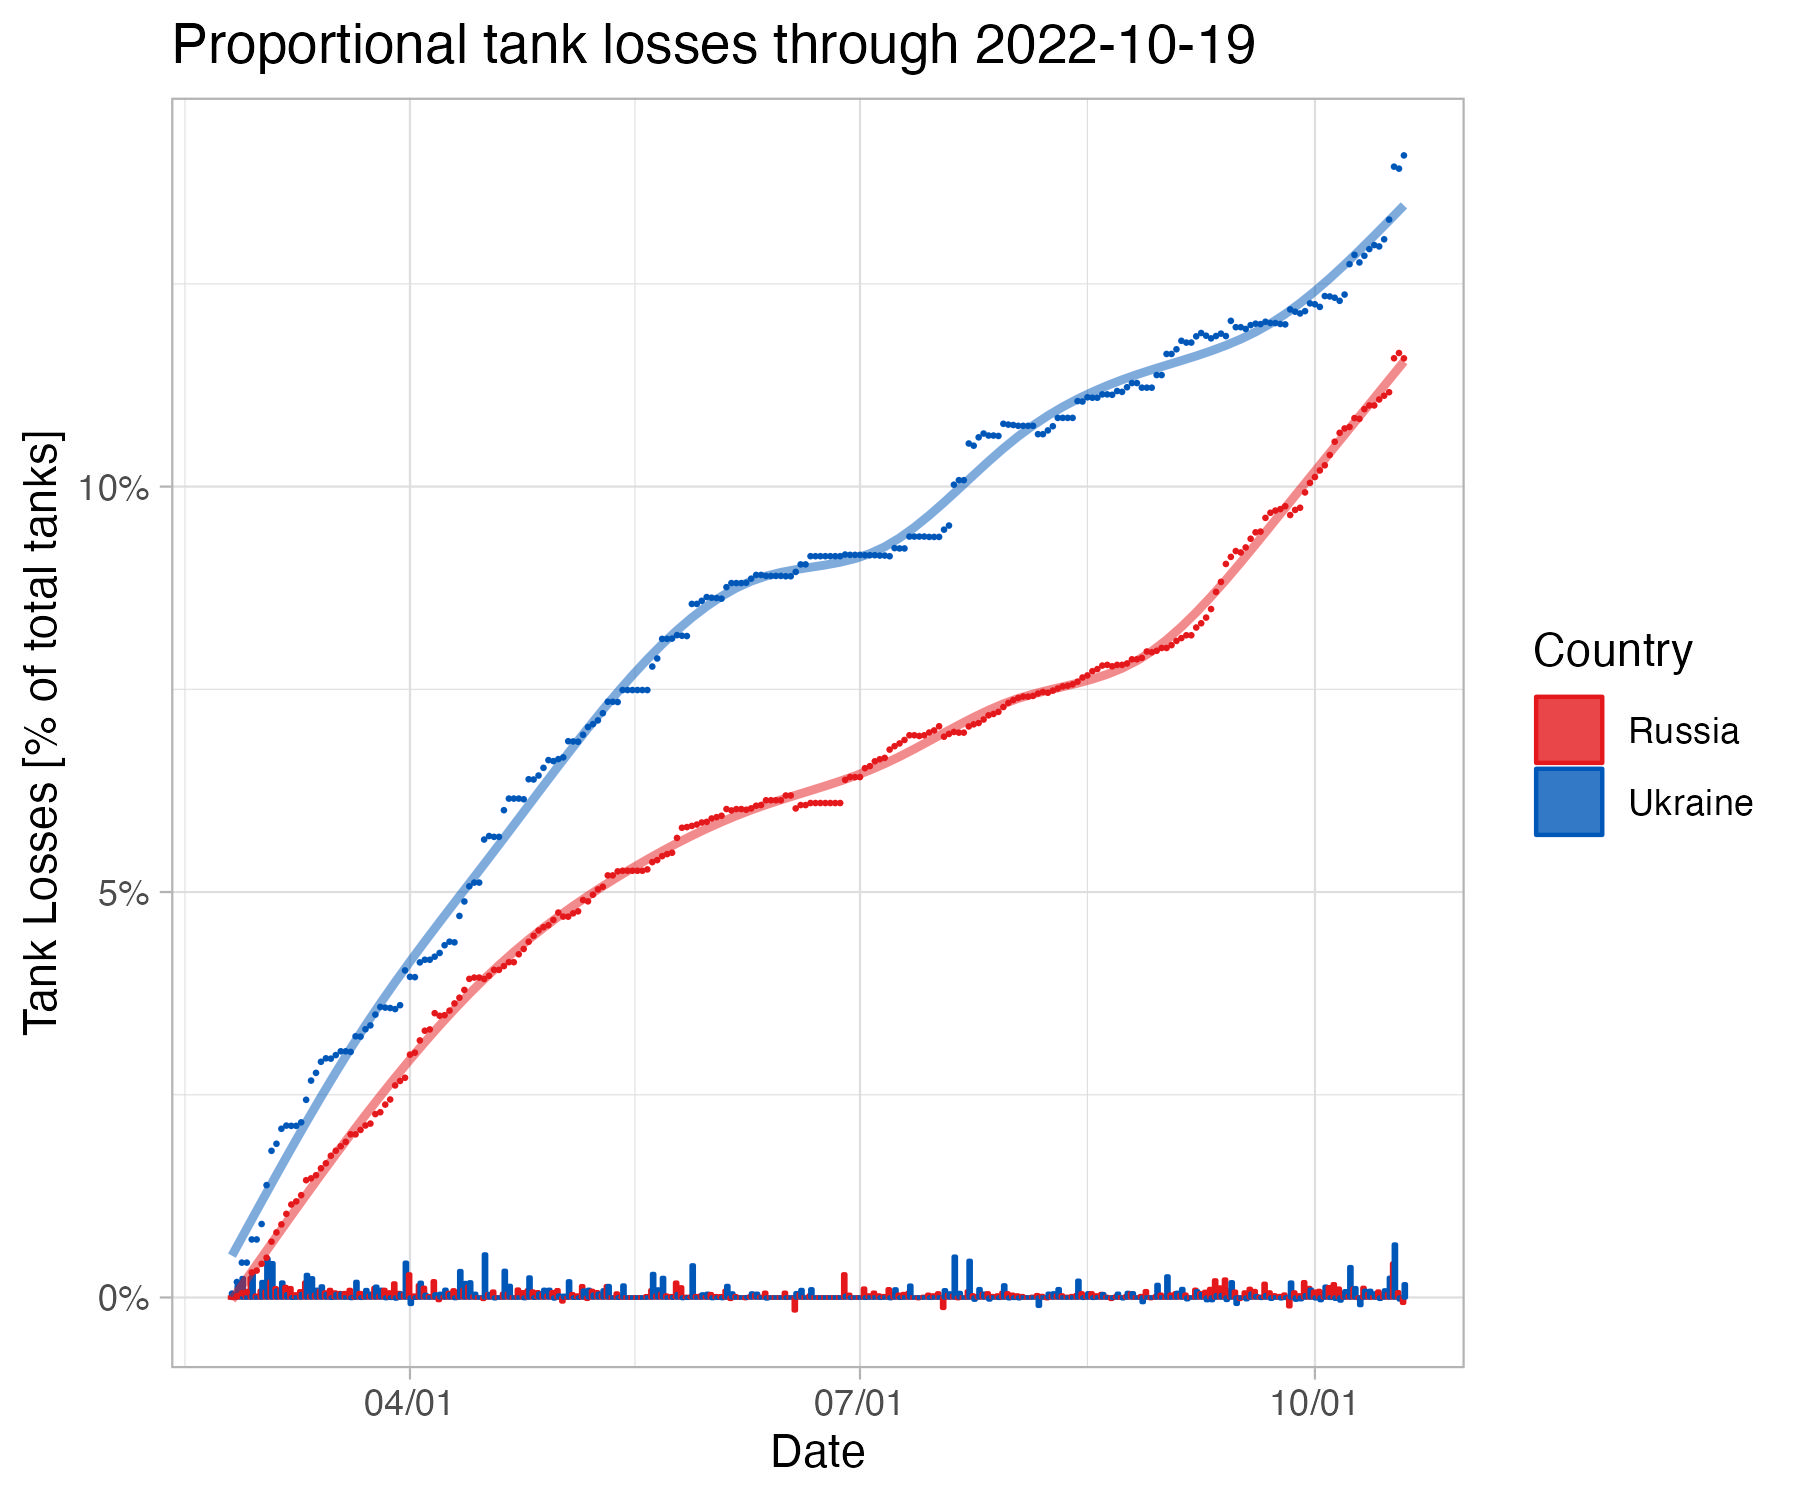 Proportional tank losses through 2022-10-19
Tank Losses [% of total tanks]
10%
5%
0%
04/01
07/01
10/01
Date
Country
Russia
Ukraine